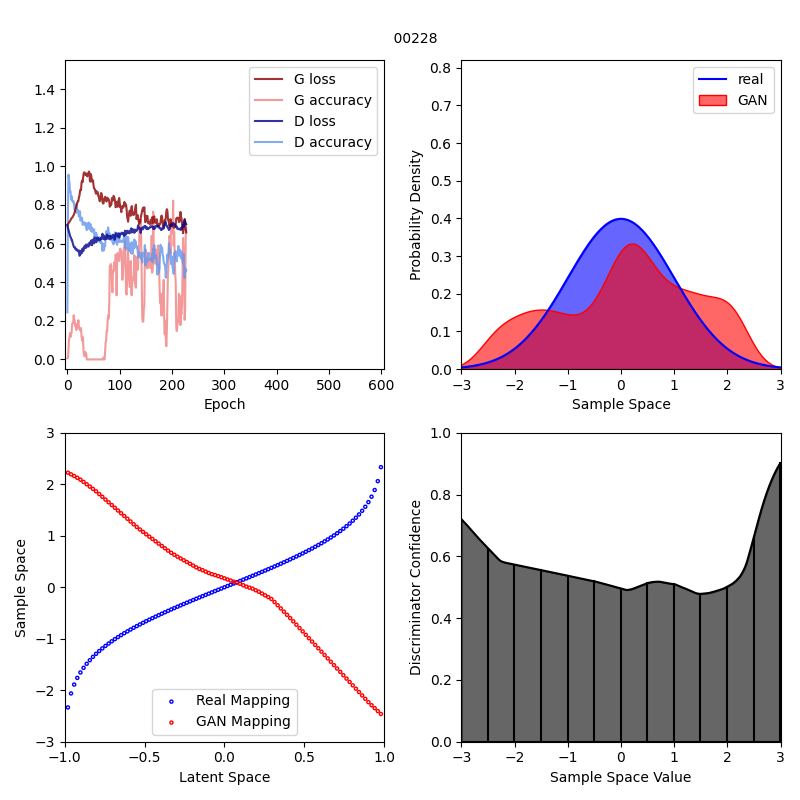 00228
G loss
G accuracy
D loss
D accuracy
1.4
1.2
1.0
0.8
0.6
0.4
0.2
0.0
0 100 200 300 400 500 600
Epoch
real
GAN
Probability Density
0.8
0.7
0.6
0.5
0.4
0.3
0.2
0.1
0.0
−3 −2 −1 0 1 2 3
Sample Space
Sample Space
3
2
1
0
−1
−2
−3
Real Mapping
GAN Mapping
−1.0 −0.5 0.0 0.5 1.0
Latent Space
Discriminator Confidence
1.0
0.8
0.6
0.4
0.2
0.0
−3 −2 −1 0 1 2 3
Sample Space Value